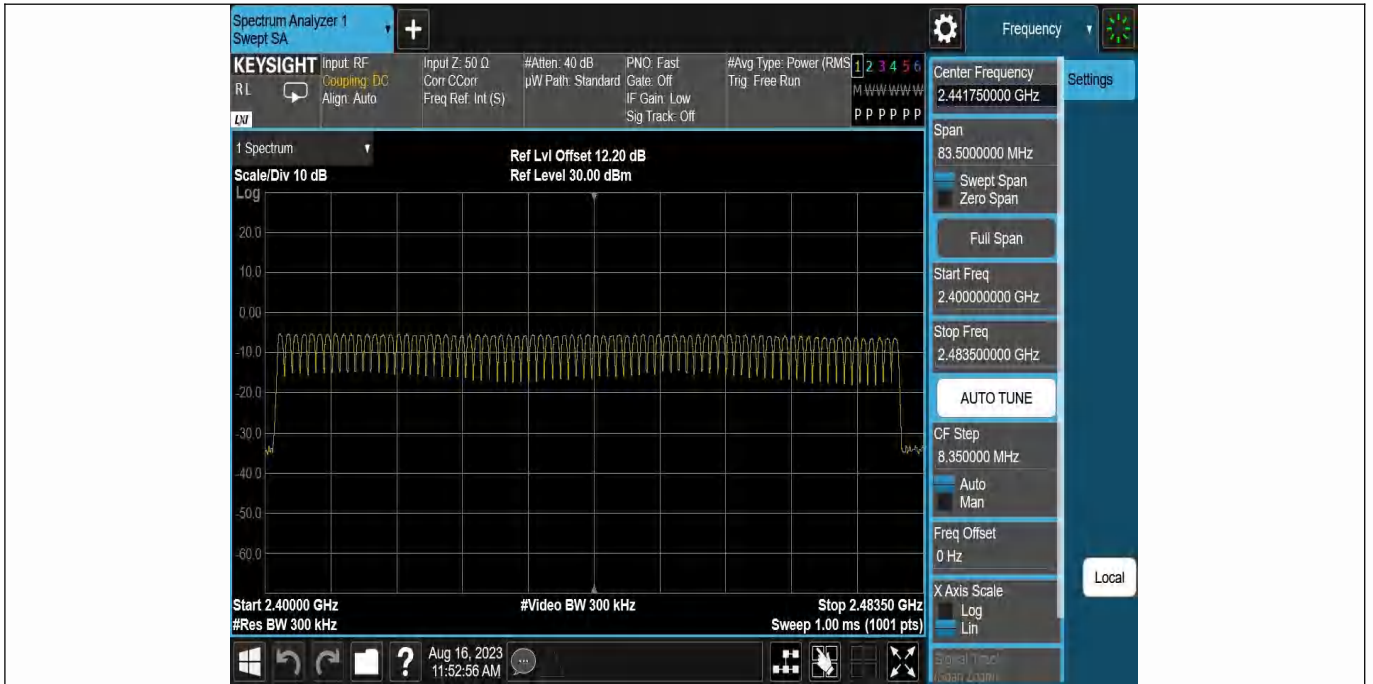 Spectrum Analyzer 1
Swept SA
Frequency
KEYSIGHT
RL
LXI
Input: RF
Coupling: DC
Align: Auto
Input Z: 50 Ω
Corr CCorr
Freq Ref: Int (S)
#Atten: 40 dB
µW Path: Standard
PNO: Fast
Gate: Off
IF Gain: Low
Sig Track: Off
#Avg Type: Power (RMS
Trig: Free Run
1 2 3 4 5 6
M W W W W W
P P P P P P
Center Frequency
2.441750000 GHz
Settings
1 Spectrum
Scale/Div 10 dB
Ref Lvl Offset 12.20 dB
Ref Level 30.00 dBm
Log
20.0
10.0
0.00
-10.0
-20.0
-30.0
-40.0
-50.0
-60.0
Start 2.40000 GHz
#Res BW 300 kHz
#Video BW 300 kHz
Stop 2.48350 GHz
Sweep 1.00 ms (1001 pts)
Span
83.5000000 MHz
Swept Span
Zero Span
Full Span
Start Freq
2.400000000 GHz
Stop Freq
2.483500000 GHz
AUTO TUNE
CF Step
8.350000 MHz
Auto
Man
Freq Offset
0 Hz
X Axis Scale
Log
Lin
Signal Track
(Span Zoom)
Local
?
Aug 16, 2023
11:52:56 AM